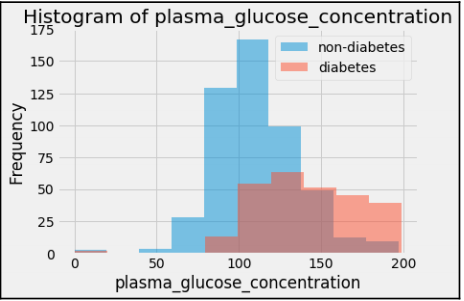 Histogram of plasma_glucose_concentration
175
150
125
100
75
50
25
0
Frequency
non-diabetes
diabetes
0 50 100 150 200
plasma_glucose_concentration